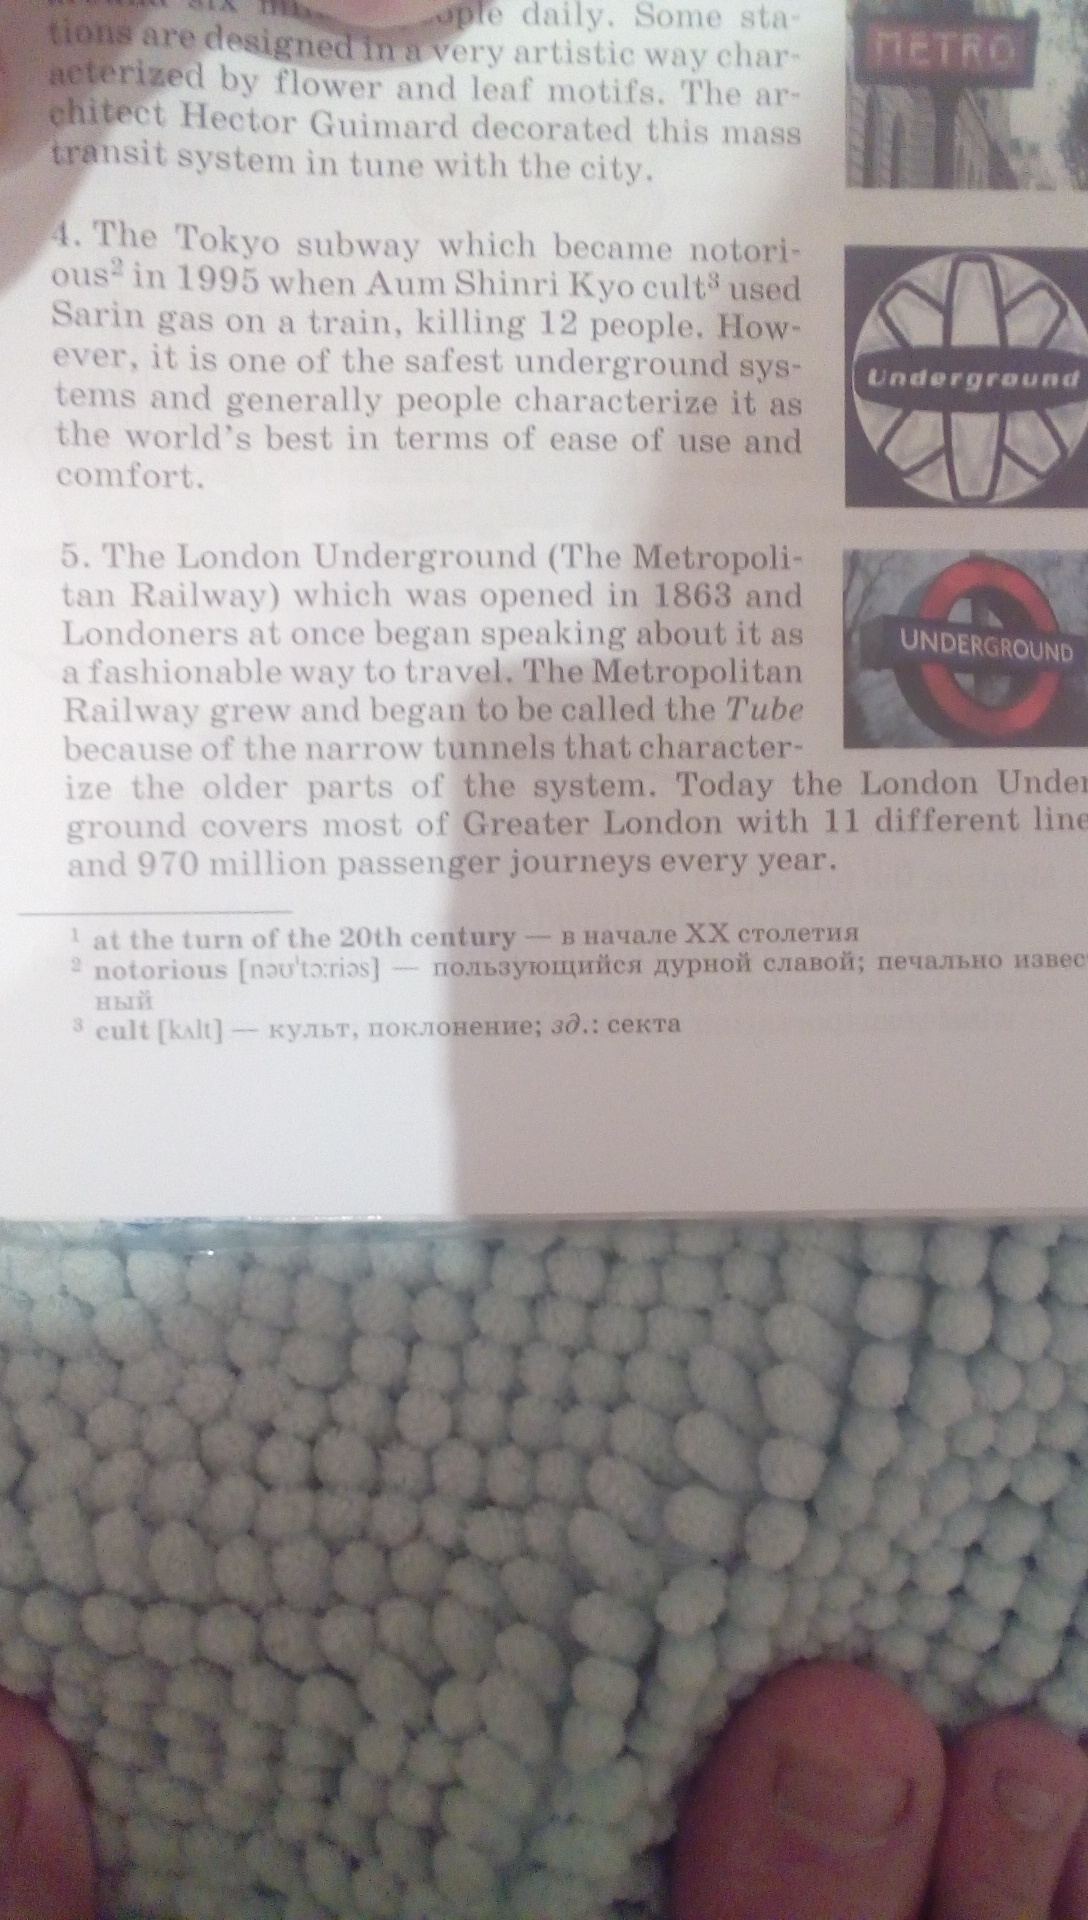 six ople daily. Some sta-
tions are designed in a very artistic way char-
acterized by flower and leaf motifs. The ar-
chitect Hector Guimard decorated this mass
transit system in tune with the city.
METRO
4. The Tokyo subway which became notori-
ous² in 1995 when Aum Shinri Kyo cult³ used
Sarin gas on a train, killing 12 people. How-
ever, it is one of the safest underground sys-
tems and generally people characterize it as
the world's best in terms of ease of use and
comfort.
Underground
5. The London Underground (The Metropoli-
tan Railway) which was opened in 1863 and
Londoners at once began speaking about it as
a fashionable way to travel. The Metropolitan
Railway grew and began to be called the Tube
because of the narrow tunnels that character-
ize the older parts of the system. Today the London Under
ground covers most of Greater London with 11 different line
and 970 million passenger journeys every year.
UNDERGROUND
¹ at the turn of the 20th century — в начале XX столетия
² notorious [nəʊˈtɔ:riəs] — пользующийся дурной славой; печально извес
ный
³ cult [kʌlt] — культ, поклонение; зд.: секта